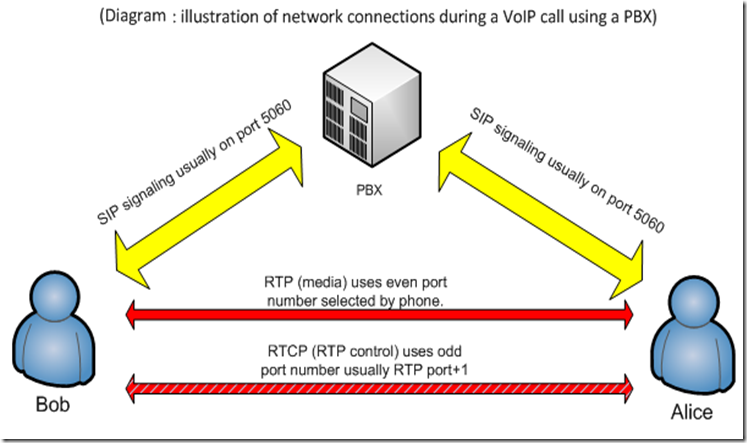 (Diagram : illustration of network connections during a VoIP call using a PBX)
SIP signaling usually on port 5060
SIP signaling usually on port 5060
PBX
RTP (media) uses even port
number selected by phone.
RTCP (RTP control) uses odd
port number usually RTP port+1
Bob
Alice